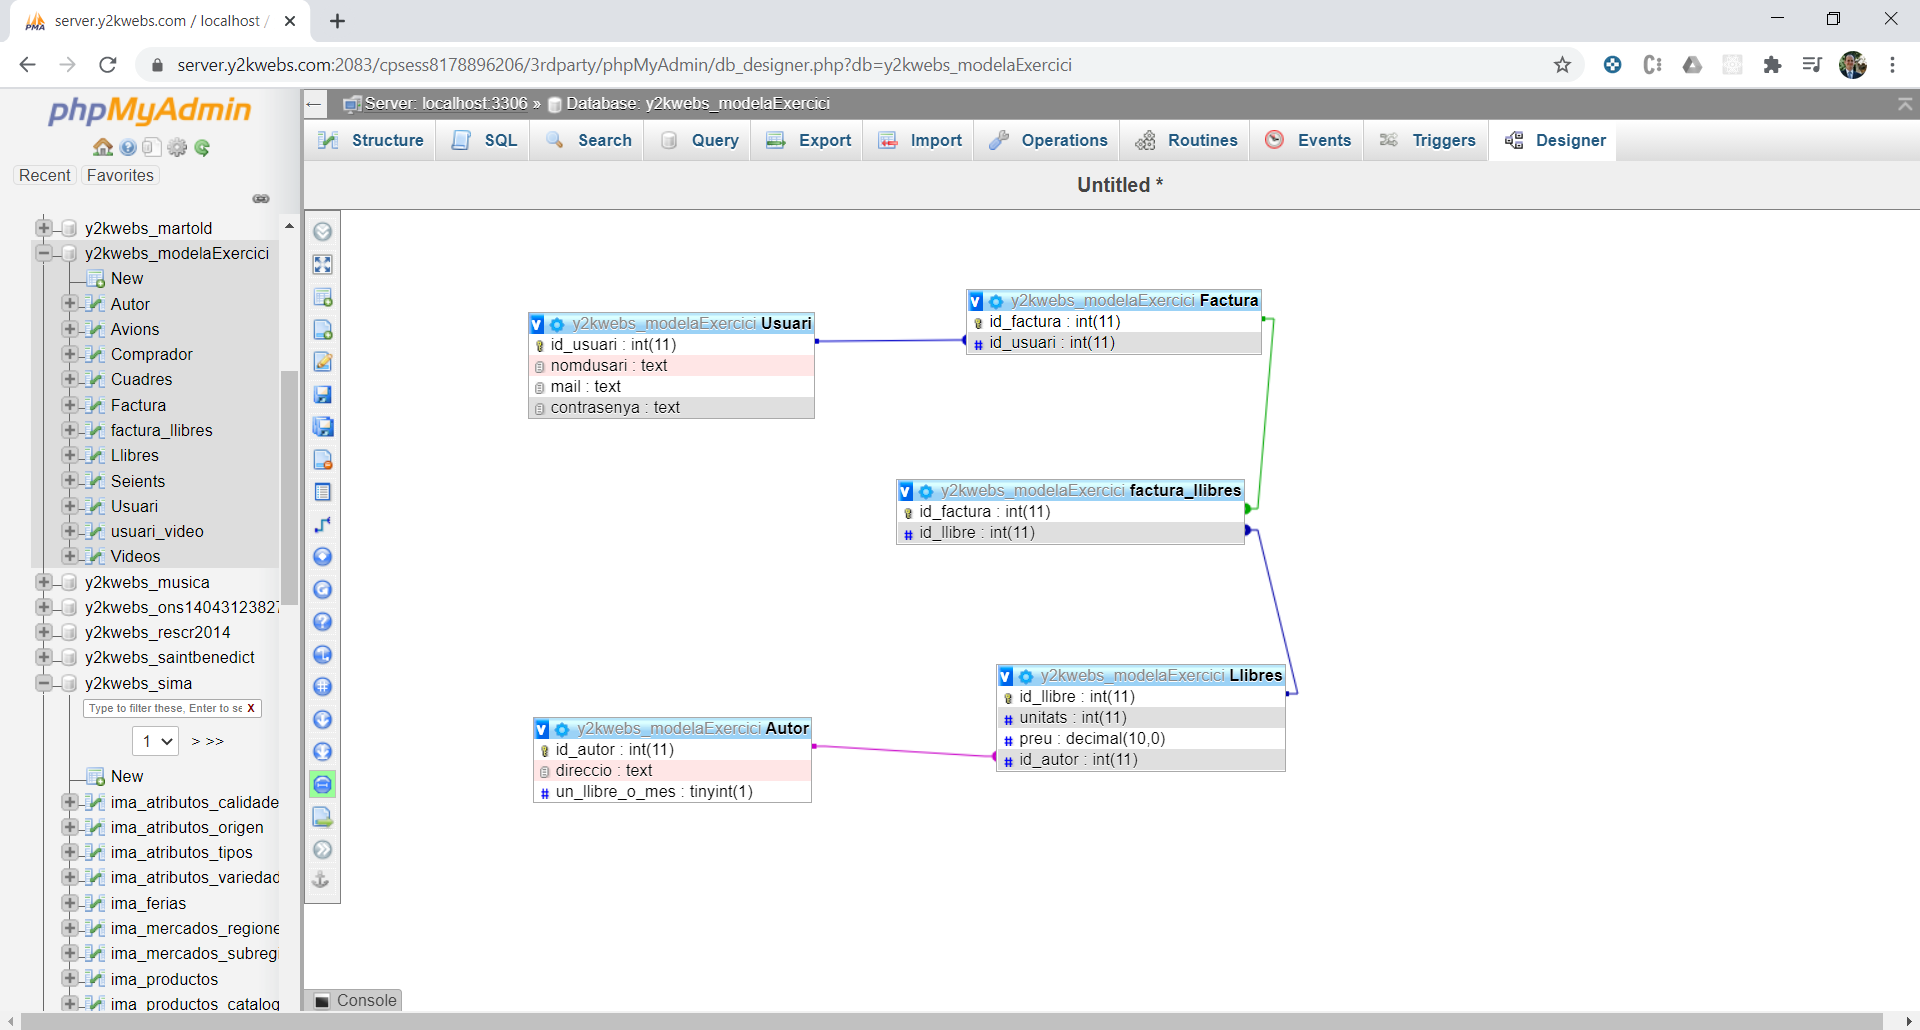 server.y2kwebs.com / localhost /
server.y2kwebs.com:2083/cpsess8178896206/3rdparty/phpMyAdmin/db_designer.php?db=y2kwebs_modelaExercici
phpMyAdmin
Recent
Favorites
y2kwebs_martold
y2kwebs_modelaExercici
New
Autor
Avions
Comprador
Cuadres
Factura
factura_llibres
Llibres
Seients
Usuari
usuari_video
Videos
y2kwebs_musica
y2kwebs_ons14043123827
y2kwebs_rescr2014
y2kwebs_saintbenedict
y2kwebs_sima
Type to filter these, Enter to se X
1 > >>
New
ima_atributos_calidade
ima_atributos_origen
ima_atributos_tipos
ima_atributos_variedad
ima_ferias
ima_mercados_regione
ima_mercados_subreg
ima_productos
ima_productos_catalog
Server: localhost:3306 » Database: y2kwebs_modelaExercici
Structure SQL Search Query Export Import Operations Routines Events Triggers Designer
Untitled *
y2kwebs_modelaExercici Usuari
id_usuari : int(11)
nomdusari : text
mail : text
contrasenya : text
y2kwebs_modelaExercici Factura
id_factura : int(11)
id_usuari : int(11)
y2kwebs_modelaExercici factura_llibres
id_factura : int(11)
id_llibre : int(11)
y2kwebs_modelaExercici Llibres
id_llibre : int(11)
unitats : int(11)
preu : decimal(10,0)
id_autor : int(11)
y2kwebs_modelaExercici Autor
id_autor : int(11)
direccio : text
un_llibre_o_mes : tinyint(1)
Console